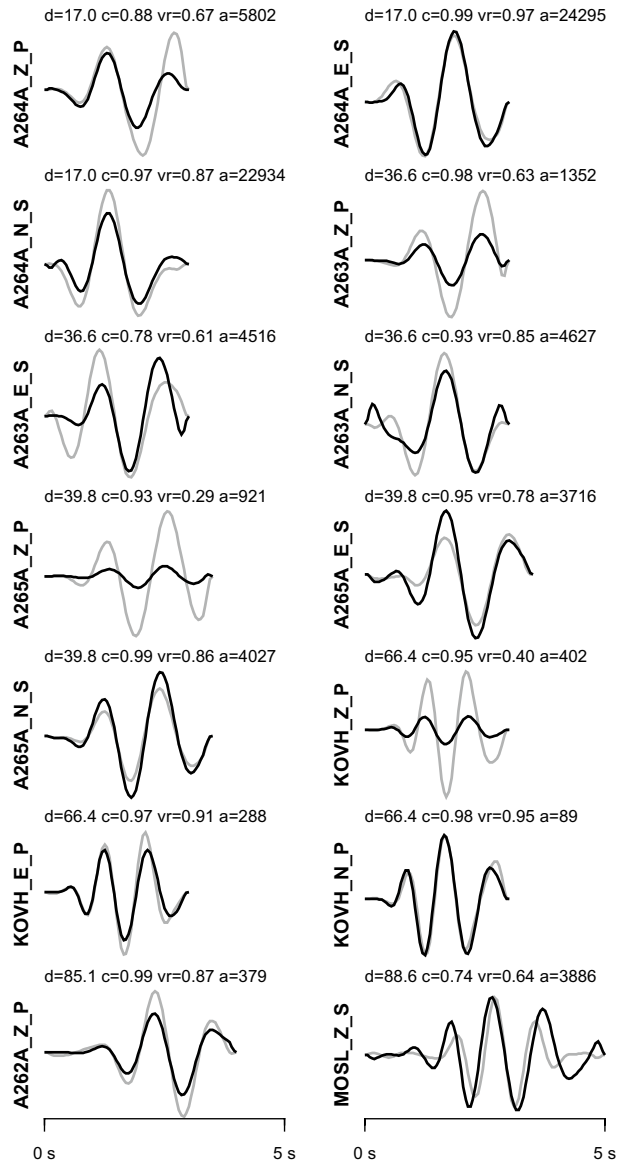 d=17.0 c=0.88 vr=0.67 a=5802
A264A_Z_P
d=17.0 c=0.99 vr=0.97 a=24295
A264A_E_S
d=17.0 c=0.97 vr=0.87 a=22934
A264A_N_S
d=36.6 c=0.98 vr=0.63 a=1352
A263A_Z_P
d=36.6 c=0.78 vr=0.61 a=4516
A263A_E_S
d=36.6 c=0.93 vr=0.85 a=4627
A263A_N_S
d=39.8 c=0.93 vr=0.29 a=921
A265A_Z_P
d=39.8 c=0.95 vr=0.78 a=3716
A265A_E_S
d=39.8 c=0.99 vr=0.86 a=4027
A265A_N_S
d=66.4 c=0.95 vr=0.40 a=402
KOVH_Z_P
d=66.4 c=0.97 vr=0.91 a=288
KOVH_E_P
d=66.4 c=0.98 vr=0.95 a=89
KOVH_N_P
d=85.1 c=0.99 vr=0.87 a=379
A262A_Z_P
d=88.6 c=0.74 vr=0.64 a=3886
MOSL_Z_S
0 s 5 s
0 s 5 s